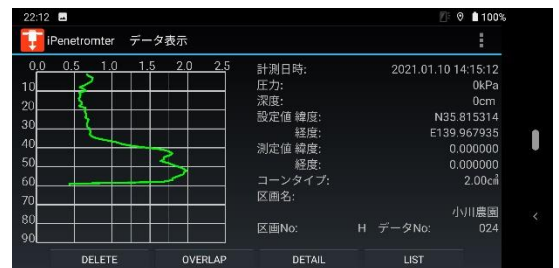 22:12 100%
iPenetromter データ表示
0.0 0.5 1.0 1.5 2.0 2.5
10
20
30
40
50
60
70
80
90
計測日時: 2021.01.10 14:15:12
圧力: 0kPa
深度: 0cm
設定値 緯度: N35.815314
経度: E139.967935
測定値 緯度: 0.000000
経度: 0.000000
コーンタイプ: 2.00c㎡
区画名:
小川農園
区画No: H データNo: 024
DELETE OVERLAP DETAIL LIST